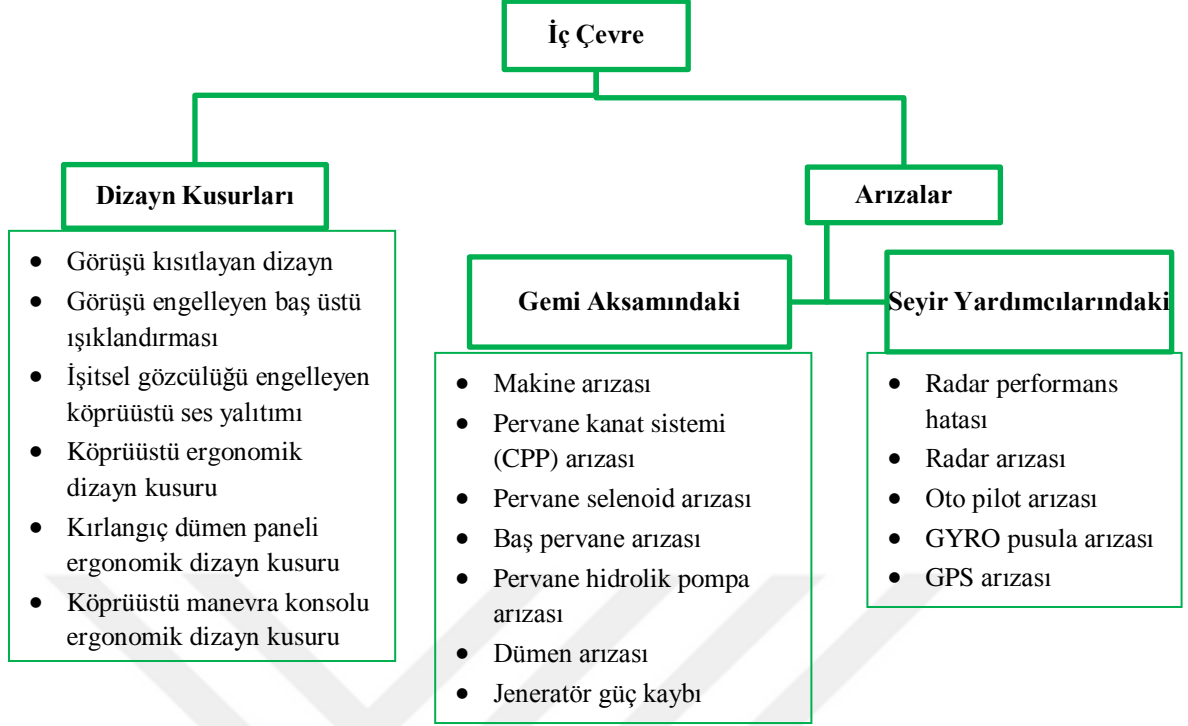 İç Çevre
Dizayn Kusurları
• Görüşü kısıtlayan dizayn
• Görüşü engelleyen baş üstü
ışıklandırması
• İşitsel gözcülüğü engelleyen
köprüüstü ses yalıtımı
• Köprüüstü ergonomik
dizayn kusuru
• Kırlangıç dümen paneli
ergonomik dizayn kusuru
• Köprüüstü manevra konsolu
ergonomik dizayn kusuru
Arızalar
Gemi Aksamındaki
• Makine arızası
• Pervane kanat sistemi
(CPP) arızası
• Pervane selenoid arızası
• Baş pervane arızası
• Pervane hidrolik pompa
arızası
• Dümen arızası
• Jeneratör güç kaybı
Seyir Yardımcılarındaki
• Radar performans
hatası
• Radar arızası
• Oto pilot arızası
• GYRO pusula arızası
• GPS arızası